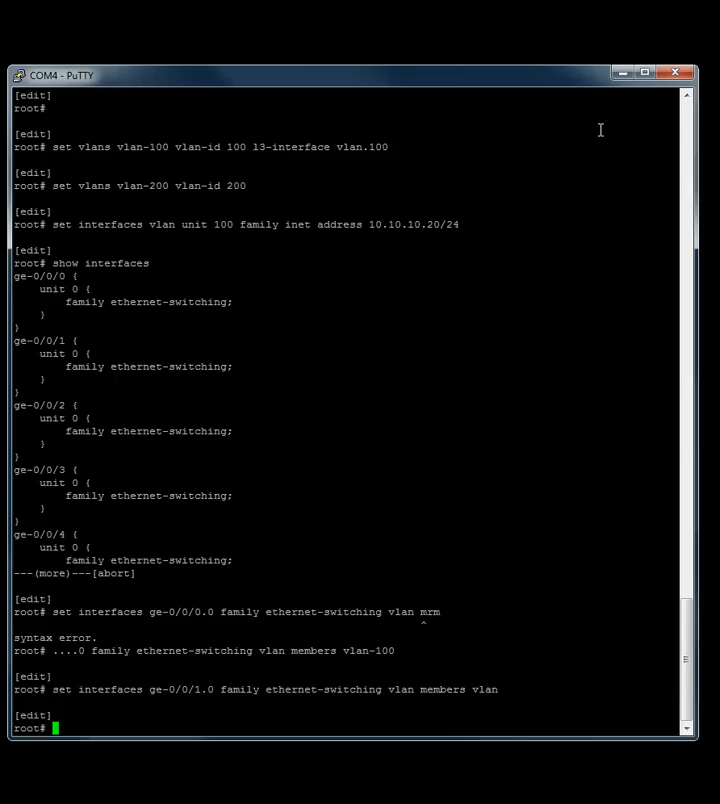 COM4 - PuTTY
[edit]
root#
[edit]
root# set vlans vlan-100 vlan-id 100 l3-interface vlan.100
[edit]
root# set vlans vlan-200 vlan-id 200
[edit]
root# set interfaces vlan unit 100 family inet address 10.10.10.20/24
[edit]
root# show interfaces
ge-0/0/0 {
    unit 0 {
        family ethernet-switching;
    }
}
ge-0/0/1 {
    unit 0 {
        family ethernet-switching;
    }
}
ge-0/0/2 {
    unit 0 {
        family ethernet-switching;
    }
}
ge-0/0/3 {
    unit 0 {
        family ethernet-switching;
    }
}
ge-0/0/4 {
    unit 0 {
        family ethernet-switching;
---(more)---[abort]
[edit]
root# set interfaces ge-0/0/0.0 family ethernet-switching vlan mrm
^
syntax error.
root# ....0 family ethernet-switching vlan members vlan-100
[edit]
root# set interfaces ge-0/0/1.0 family ethernet-switching vlan members vlan
[edit]
root#